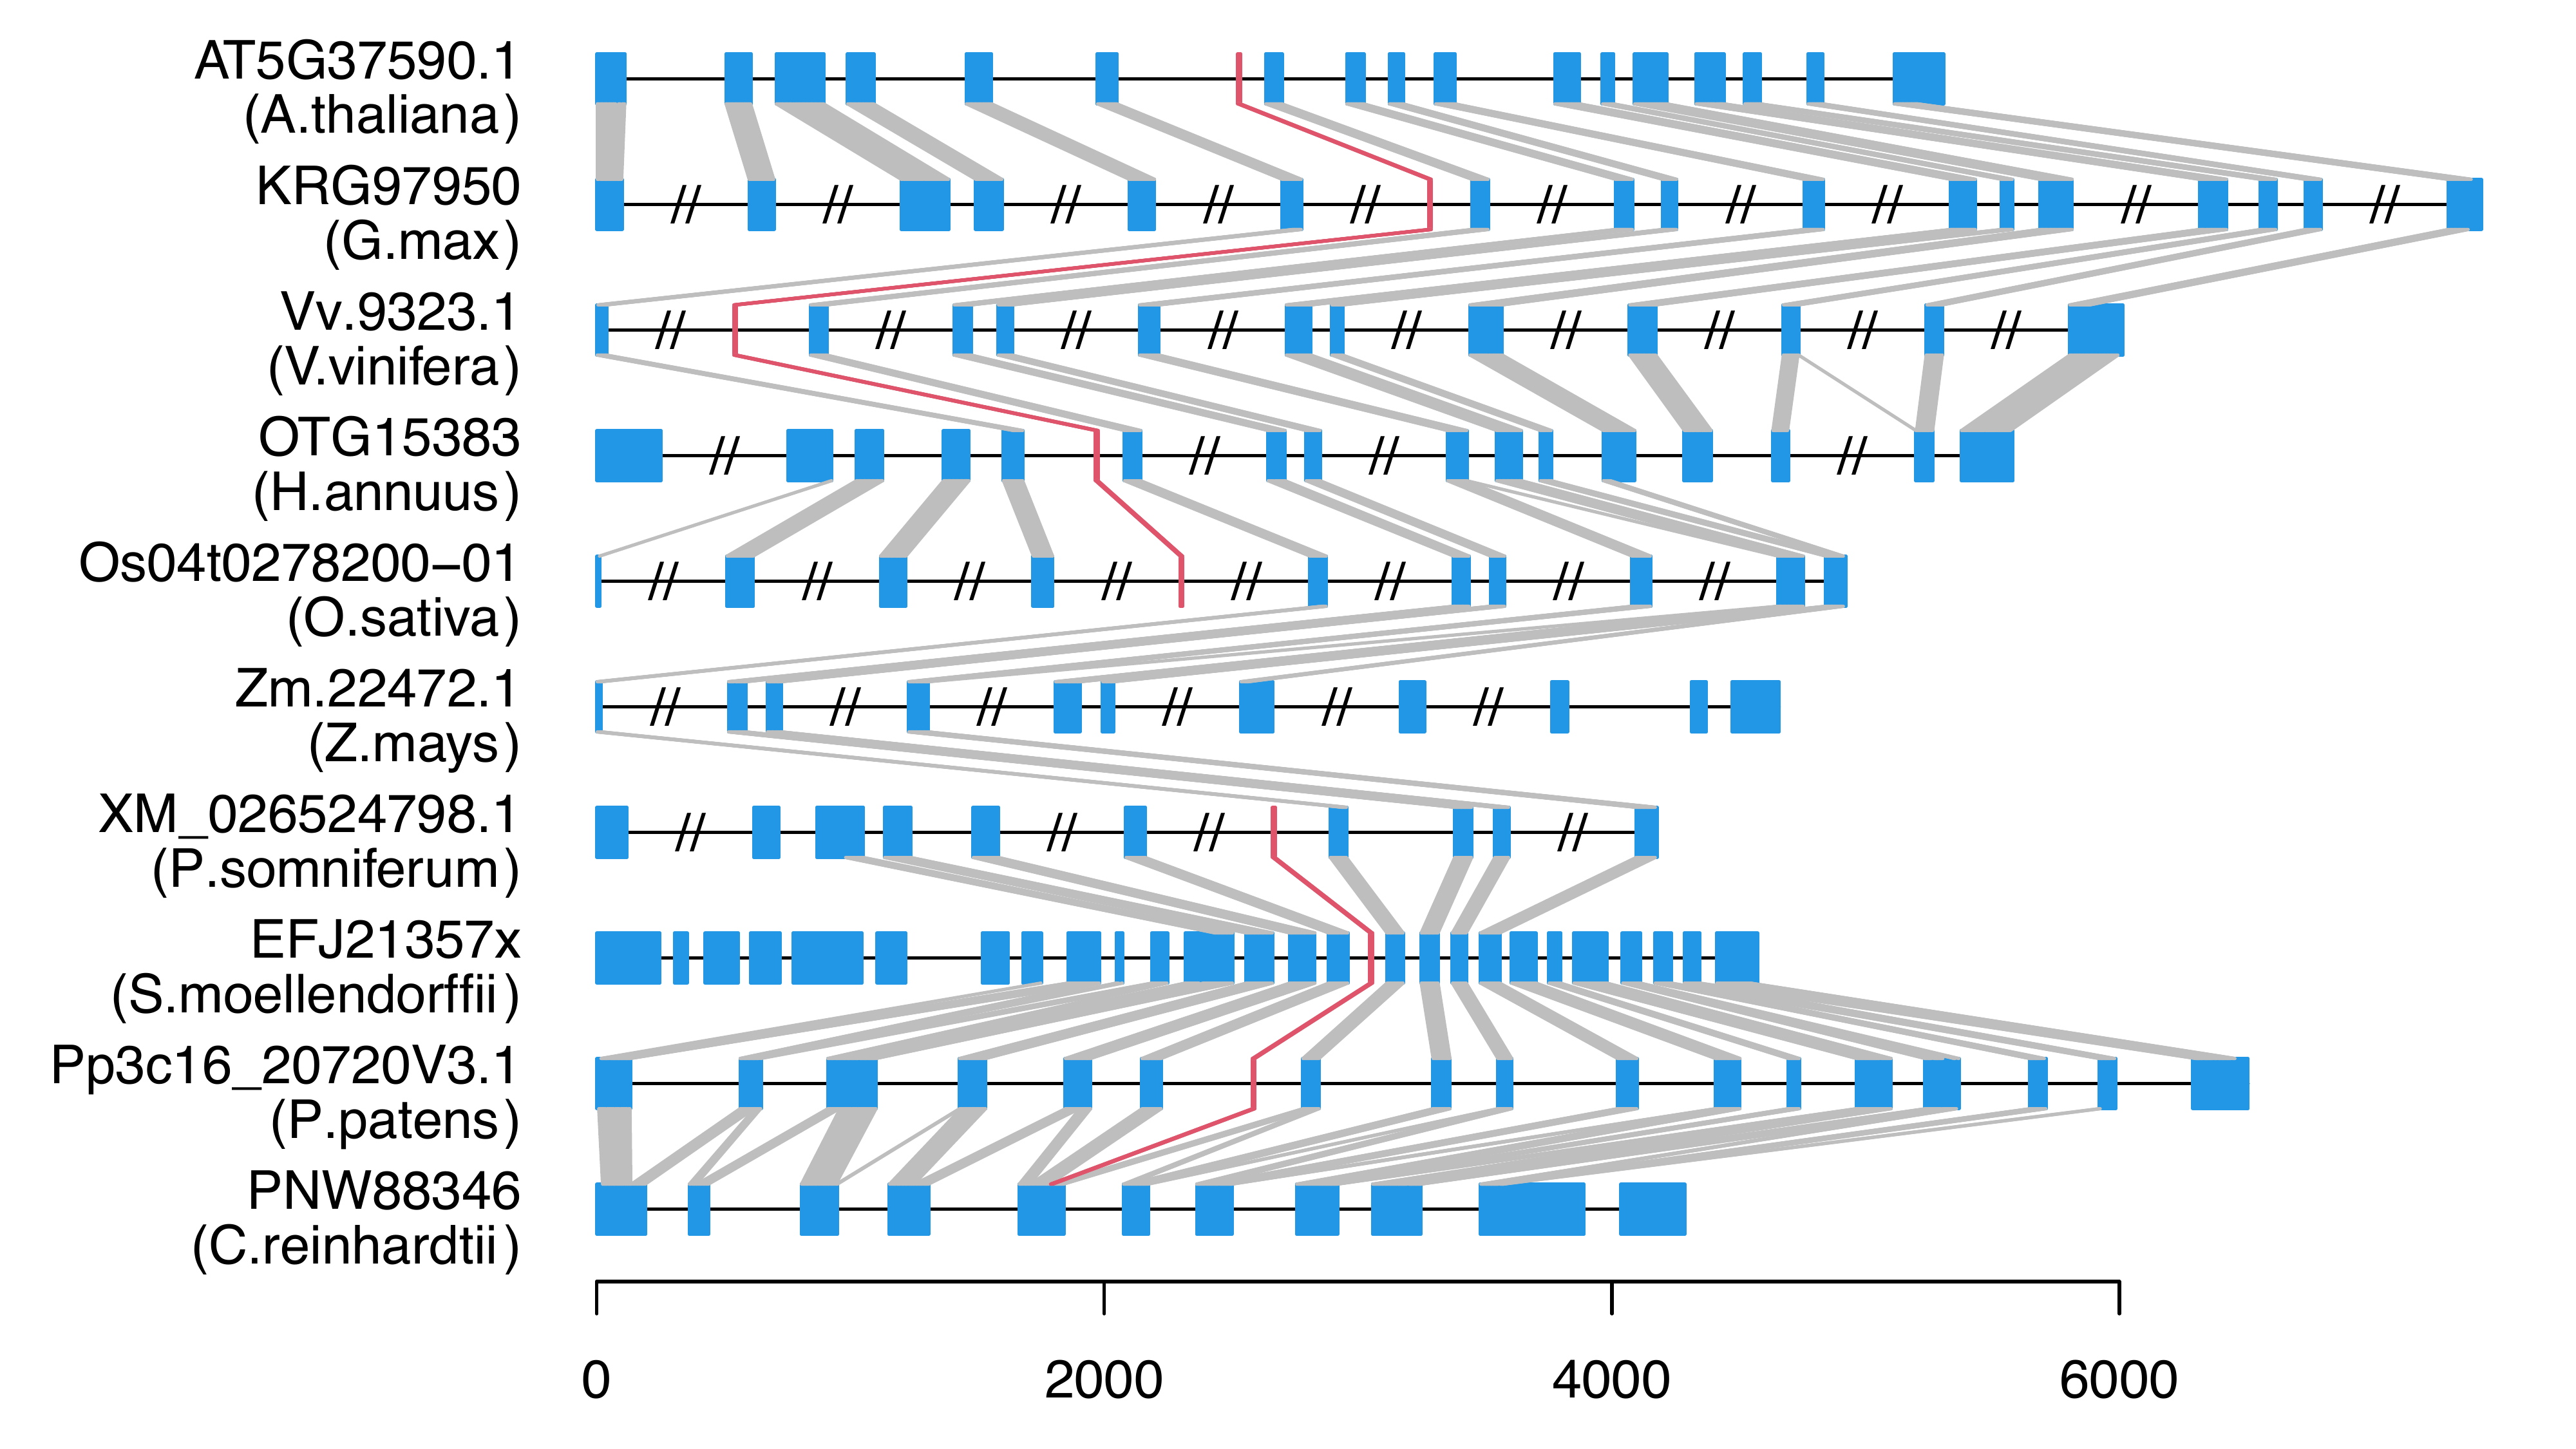 AT5G37590.1
(A.thaliana)
KRG97950
(G.max)
Vv.9323.1
(V.vinifera)
OTG15383
(H.annuus)
Os04t0278200−01
(O.sativa)
Zm.22472.1
(Z.mays)
XM_026524798.1
(P.somniferum)
EFJ21357x
(S.moellendorffii)
Pp3c16_20720V3.1
(P.patens)
PNW88346
(C.reinhardtii)
0 2000 4000 6000